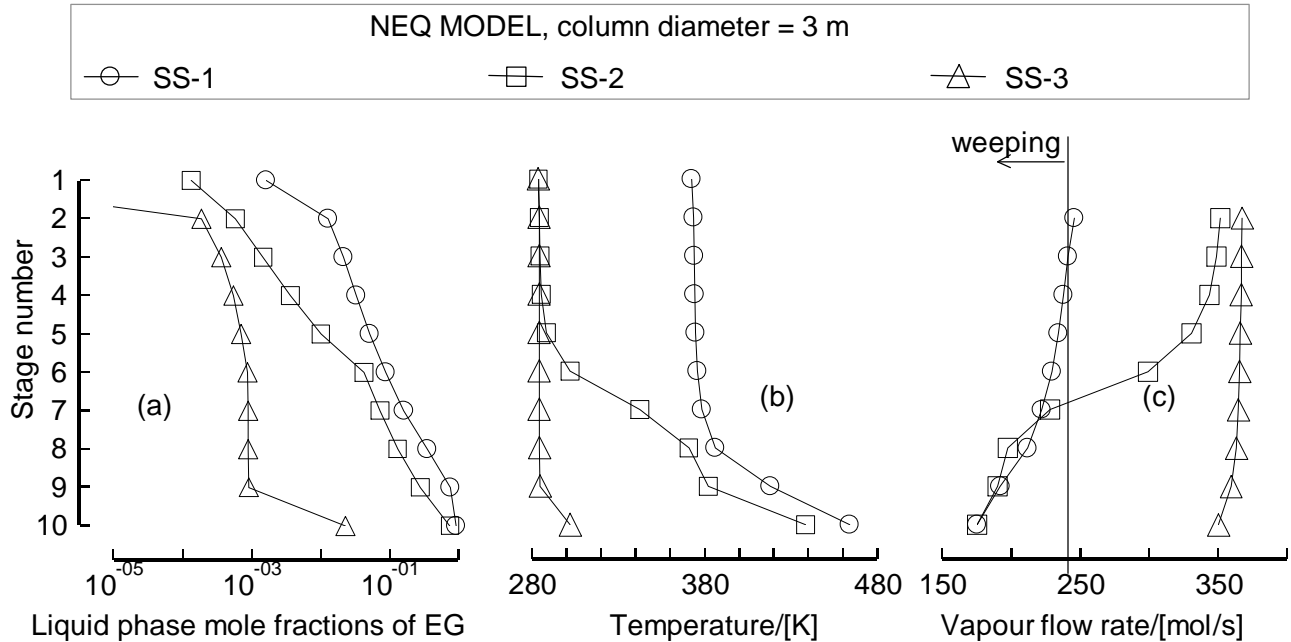 NEQ MODEL, column diameter = 3 m
SS-1 SS-2 SS-3
weeping
Stage number
1
2
3
4
5
6
7
8
9
10
(a)
(b)
(c)
10-05 10-03 10-01
280 380 480
150 250 350
Liquid phase mole fractions of EG
Temperature/[K]
Vapour flow rate/[mol/s]